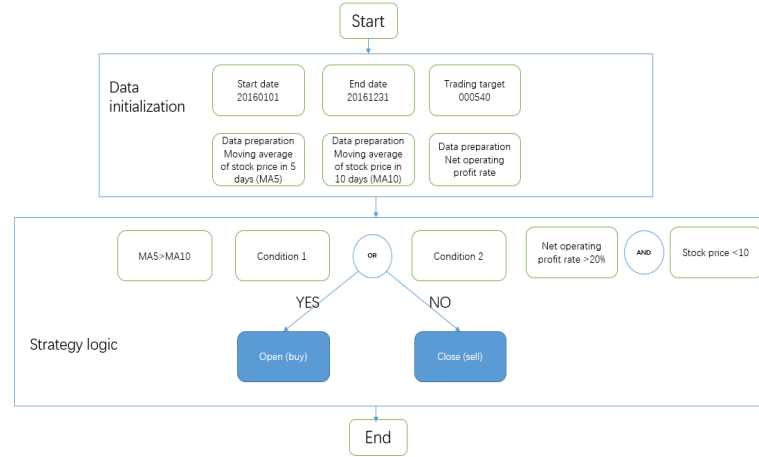 Start
Data
initialization
Start date
20160101
End date
20161231
Trading target
000540
Data preparation
Moving average
of stock price in 5
days (MA5)
Data preparation
Moving average
of stock price in
10 days (MA10)
Data preparation
Net operating
profit rate
MA5>MA10
Condition 1
OR
Condition 2
Net operating
profit rate >20%
AND
Stock price <10
YES
NO
Strategy logic
Open (buy)
Close (sell)
End